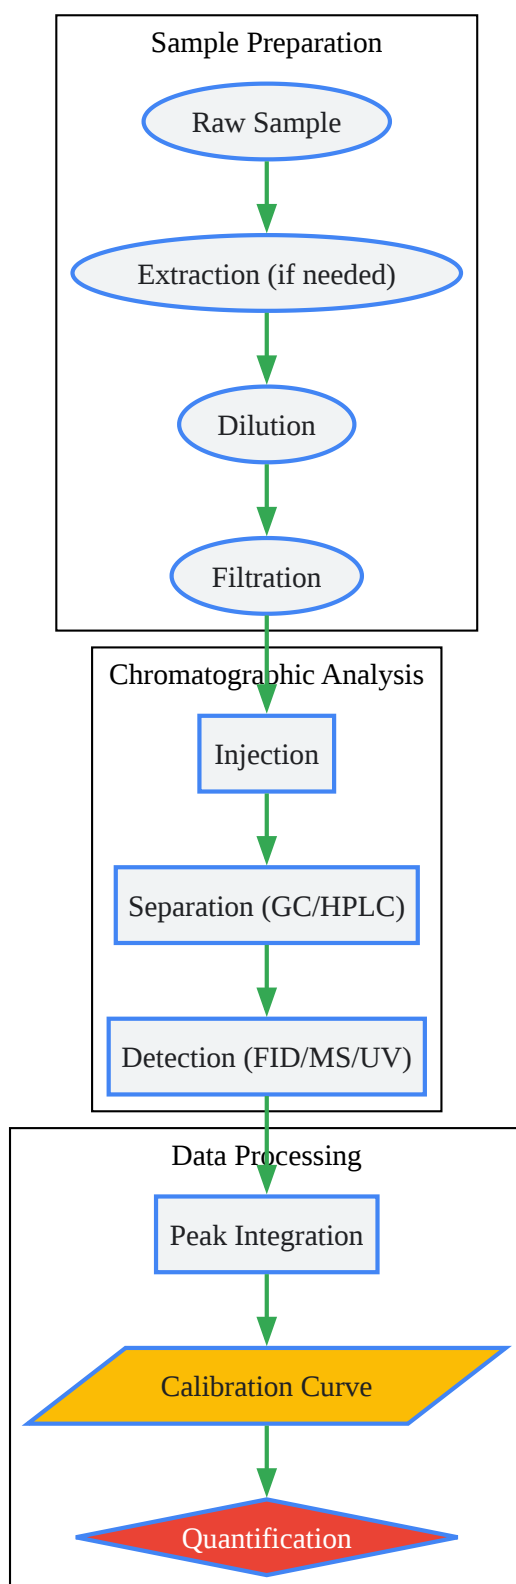 Sample Preparation
Raw Sample
Extraction (if needed)
Dilution
Filtration
Chromatographic Analysis
Injection
Separation (GC/HPLC)
Detection (FID/MS/UV)
Data Processing
Peak Integration
Calibration Curve
Quantification